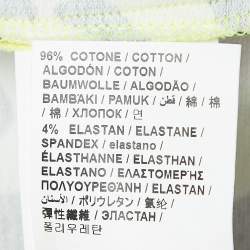 96% COTONE / COTTON /
ALGODÓN / COTON /
BAUMWOLLE / ALGODÃO /
BAMBAKI / PAMUK / قطن / 綿 / 棉
/ 棉 / ХЛОПОК / 면
4% ELASTAN / ELASTANE /
SPANDEX / elastano /
ÉLASTHANNE / ELASTHAN /
ELASTANO / ΕΛΑΣΤΟΜΕΡΗΣ
ΠΟΛΥΟΥΡΕΘΑΝΗ / ELASTAN
/ الأستان / ポリウレタン / 氨纶 /
彈性纖維 / ЭЛАСТАН /
폴리우레탄